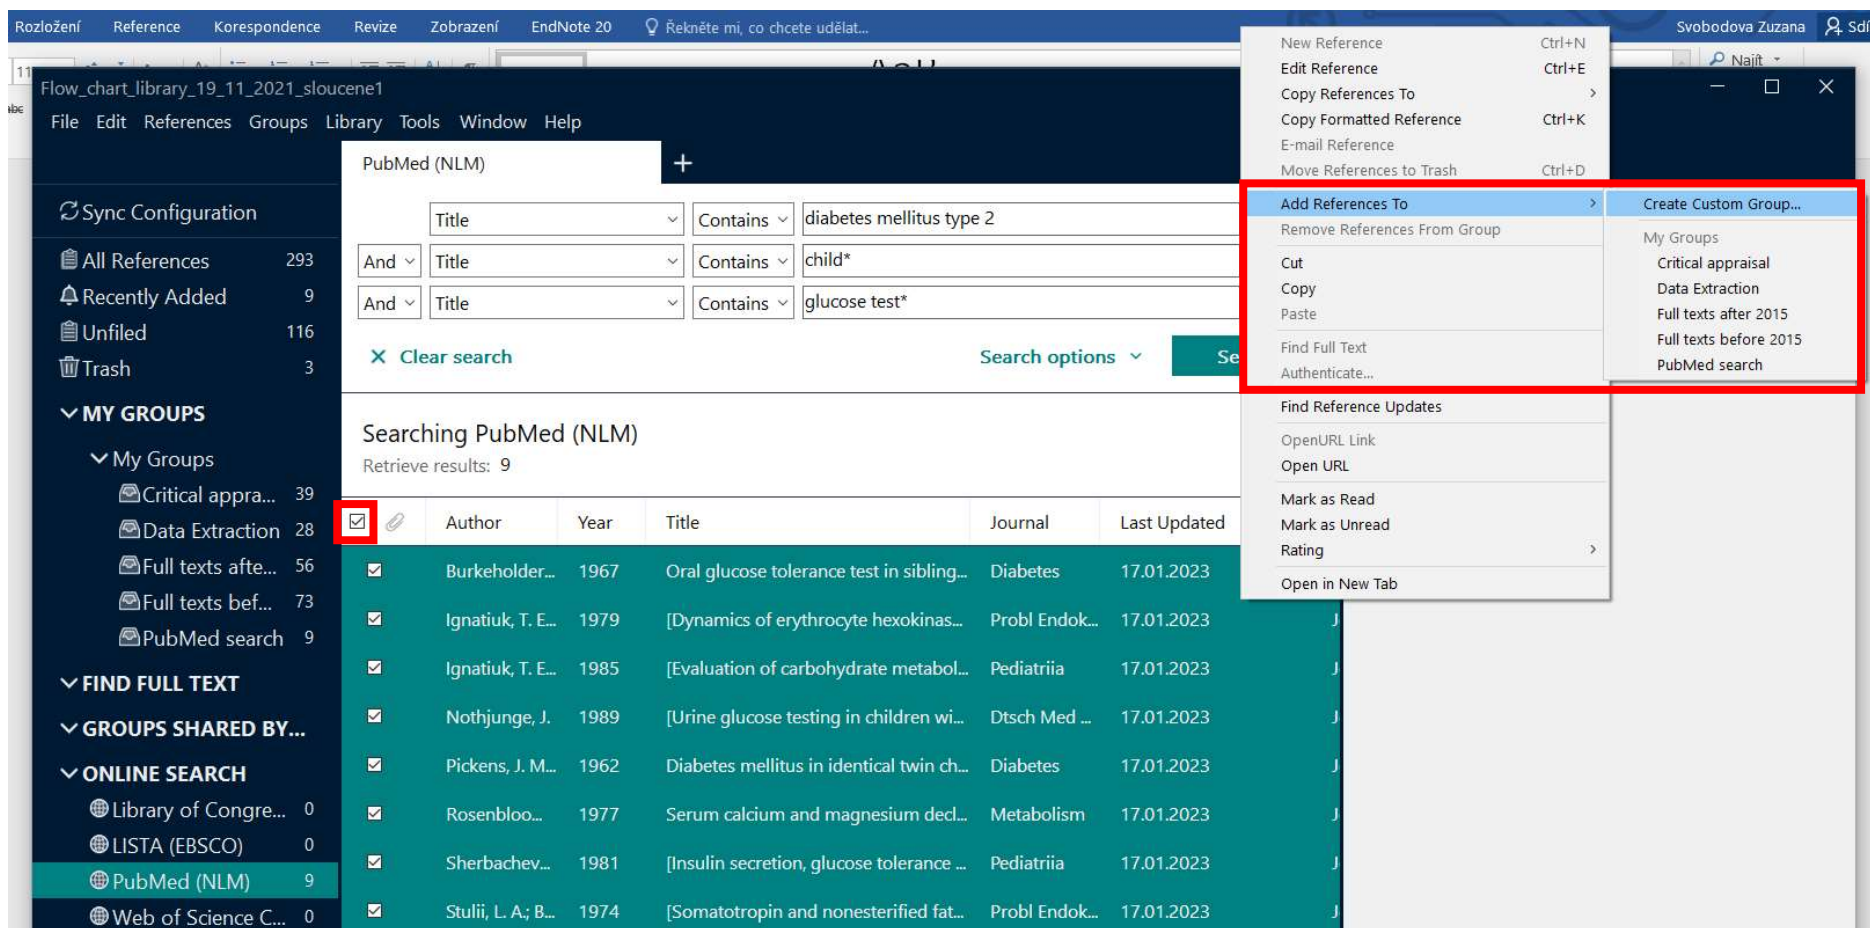 Rozložení Reference Korespondence Revize Zobrazení EndNote 20 Řekněte mi, co chcete udělat... Svobodova Zuzana Sdí
11
Najít
abc
Flow_chart_library_19_11_2021_sloucene1
File Edit References Groups Library Tools Window Help
Sync Configuration
All References 293
Recently Added 9
Unfiled 116
Trash 3
MY GROUPS
My Groups
Critical apprai... 39
Data Extraction 28
Full texts afte... 56
Full texts bef... 73
PubMed search 9
FIND FULL TEXT
GROUPS SHARED BY...
ONLINE SEARCH
Library of Congre... 0
LISTA (EBSCO) 0
PubMed (NLM) 9
Web of Science C... 0
PubMed (NLM) +
Title Contains diabetes mellitus type 2
And Title Contains child*
And Title Contains glucose test*
Clear search Search options Se
Searching PubMed (NLM)
Retrieve results: 9
Author Year Title Journal Last Updated
Burkeholder... 1967 Oral glucose tolerance test in sibling... Diabetes 17.01.2023
Ignatiuk, T. E... 1979 [Dynamics of erythrocyte hexokinas... Probl Endok... 17.01.2023 J
Ignatiuk, T. E... 1985 [Evaluation of carbohydrate metabol... Pediatriia 17.01.2023 J
Nothjunge, J. 1989 [Urine glucose testing in children wi... Dtsch Med ... 17.01.2023 J
Pickens, J. M... 1962 Diabetes mellitus in identical twin ch... Diabetes 17.01.2023 J
Rosenbloo... 1977 Serum calcium and magnesium decl... Metabolism 17.01.2023 J
Sherbachev... 1981 [Insulin secretion, glucose tolerance ... Pediatriia 17.01.2023 J
Stulii, L. A.; B... 1974 [Somatotropin and nonesterified fat... Probl Endok... 17.01.2023 J
New Reference Ctrl+N
Edit Reference Ctrl+E
Copy References To
Copy Formatted Reference Ctrl+K
E-mail Reference
Move References to Trash Ctrl+D
Add References To
Remove References From Group
Cut
Copy
Paste
Find Full Text
Authenticate...
Find Reference Updates
OpenURL Link
Open URL
Mark as Read
Mark as Unread
Rating
Open in New Tab
Create Custom Group...
My Groups
Critical appraisal
Data Extraction
Full texts after 2015
Full texts before 2015
PubMed search